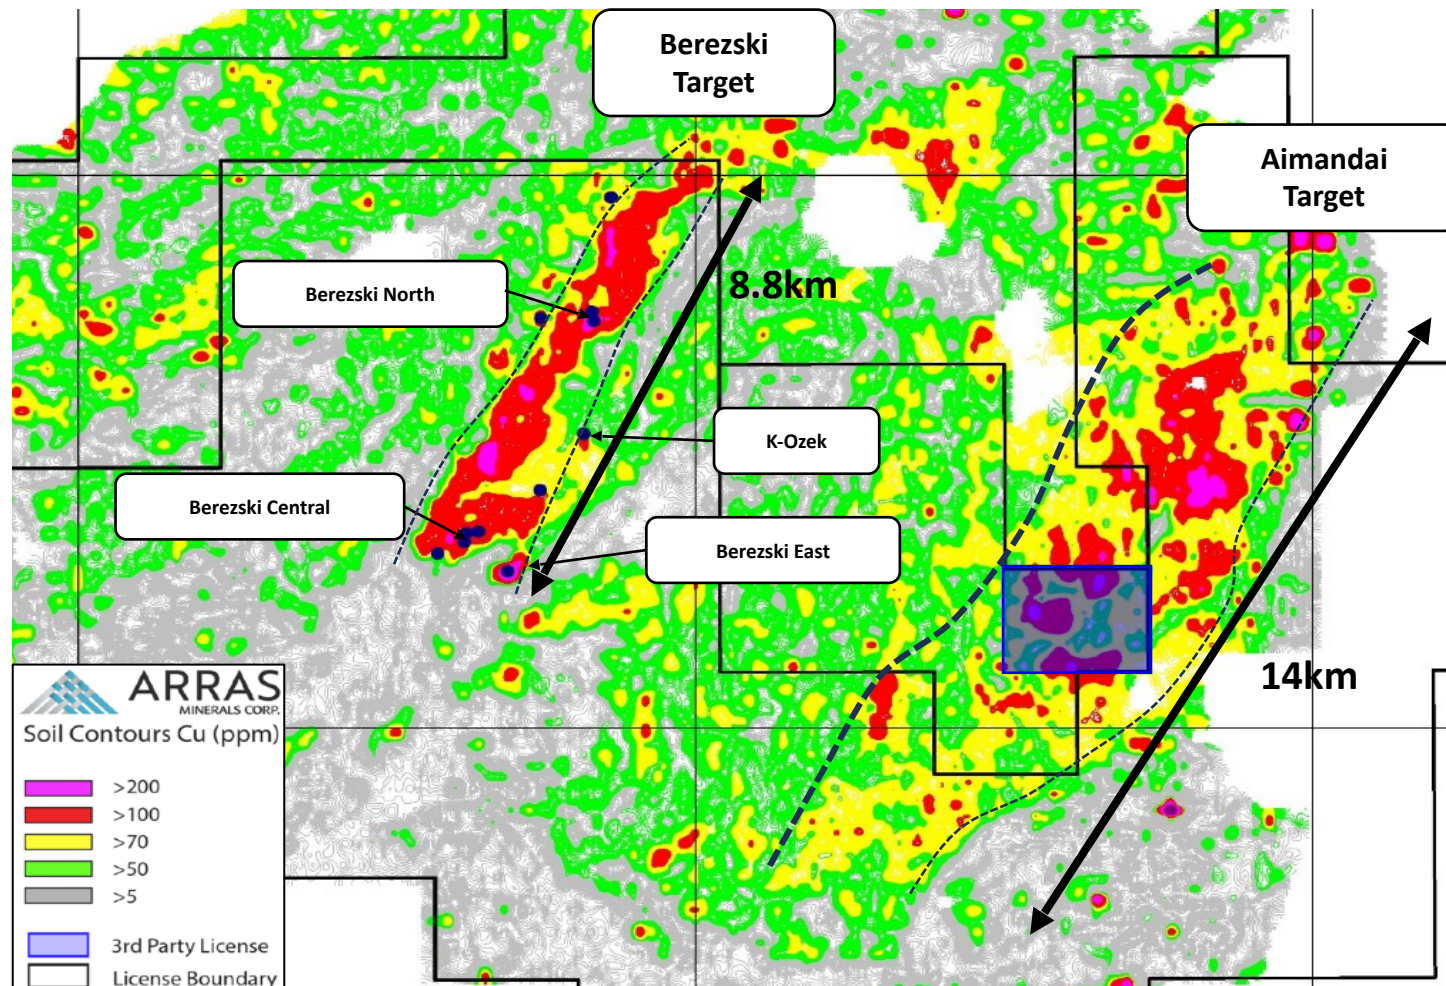 Berezski
Target
Aimandai
Target
Berezski North
8.8km
K-Ozek
Berezski Central
Berezski East
14km
ARRAS
MINERALS CORP.
Soil Contours Cu (ppm)
>200
>100
>70
>50
>5
3rd Party License
License Boundary